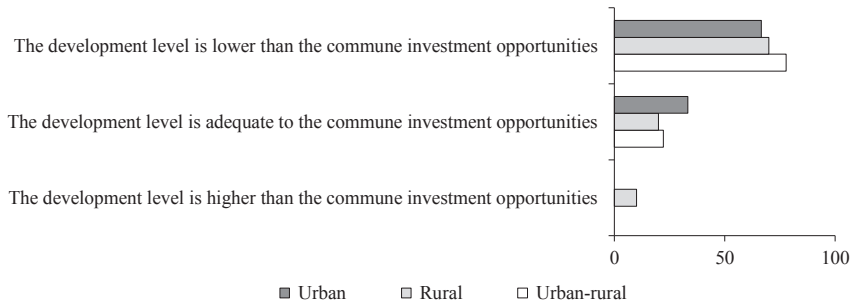 The development level is lower than the commune investment opportunities
The development level is adequate to the commune investment opportunities
The development level is higher than the commune investment opportunities
0 50 100
Urban Rural Urban-rural